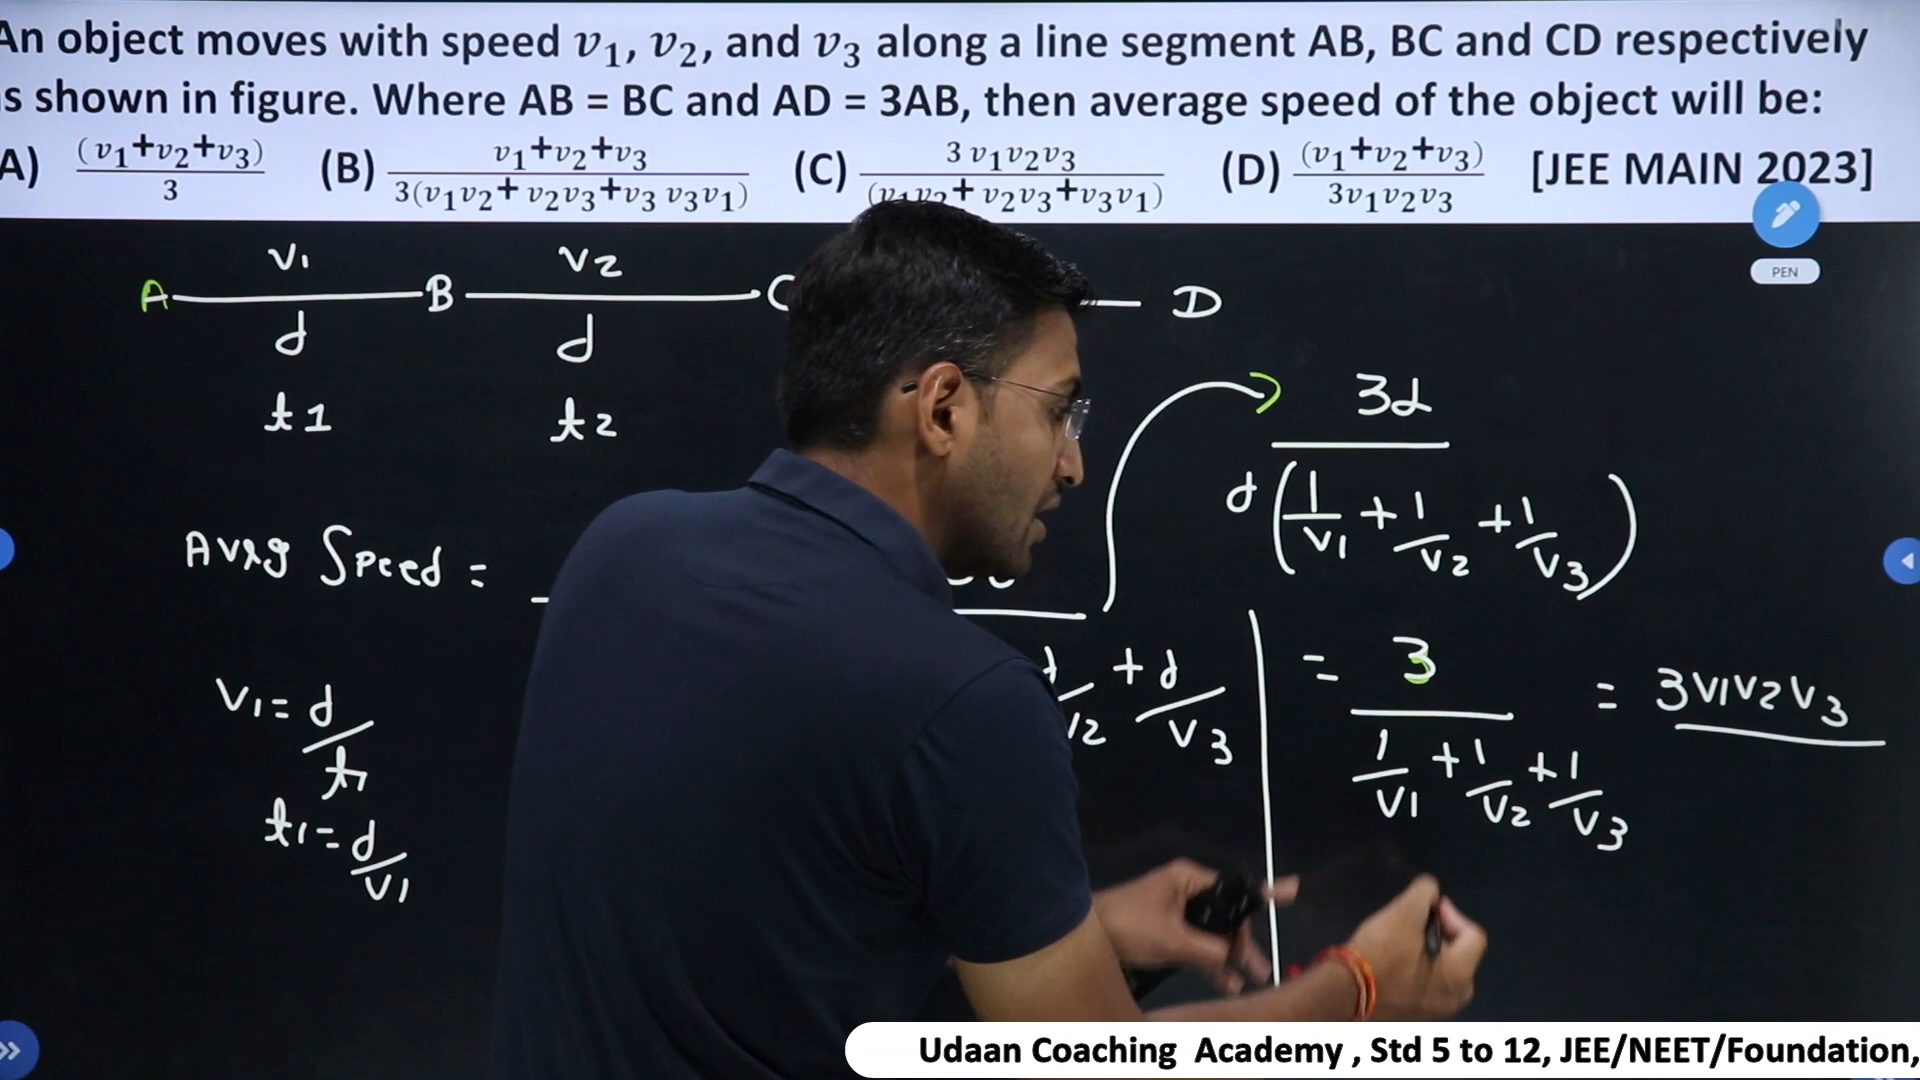 An object moves with speed v₁, v₂, and v₃ along a line segment AB, BC and CD respectively
s shown in figure. Where AB = BC and AD = 3AB, then average speed of the object will be:
A) (v₁+v₂+v₃)/3 (B) v₁+v₂+v₃/3(v₁v₂+ v₂v₃+v₃ v₃v₁) (C) 3 v₁v₂v₃/(v₁v₂+ v₂v₃+v₃v₁) (D) (v₁+v₂+v₃)/3v₁v₂v₃ [JEE MAIN 2023]
PEN
V1 V2
A B C D
d d
t1 t2
3d
d(1/V1 + 1/V2 + 1/V3)
Avrg Speed =
+ d/V3
V1 = d/t1
t1 = d/V1
= 3/(1/V1 + 1/V2 + 1/V3) = 3V1V2V3
Udaan Coaching Academy , Std 5 to 12, JEE/NEET/Foundation,